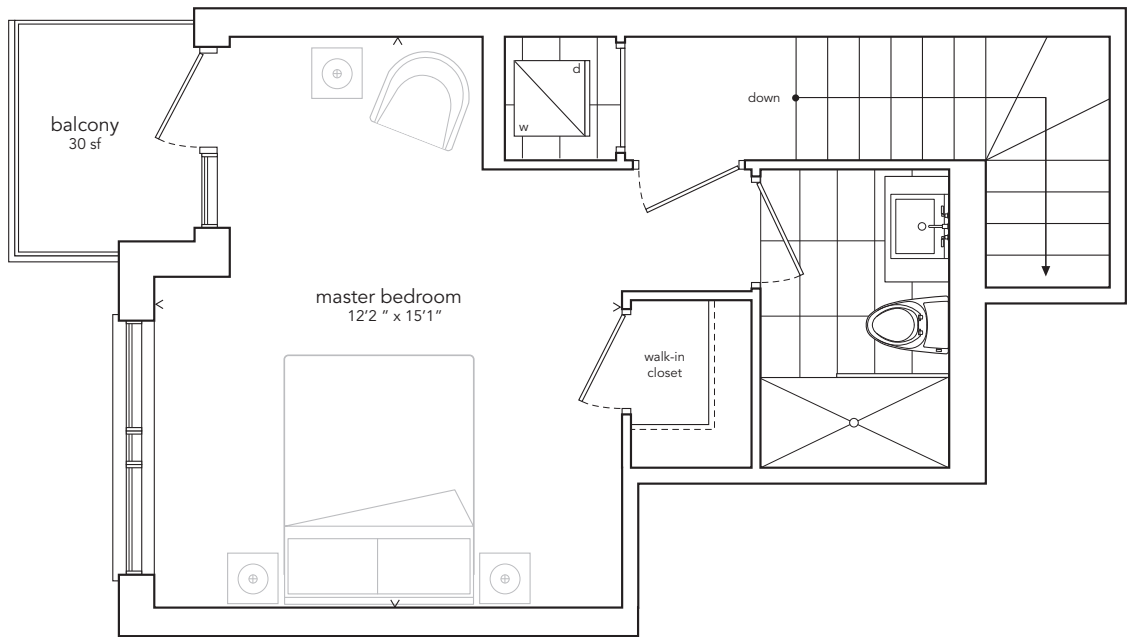 balcony
30 sf
d
w
down
master bedroom
12'2 " x 15'1"
walk-in
closet